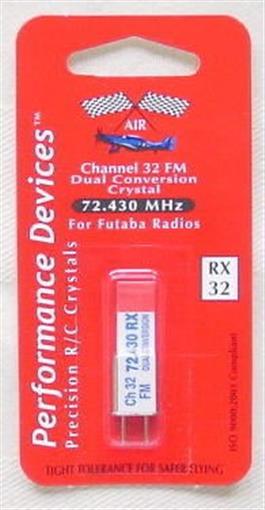 AIR
Channel 32 FM
Dual Conversion
Crystal
72.430 MHz
For Futaba Radios
Performance Devices™
Precision R/C Crystals
RX
32
Ch 32 72.430 RX
FM DUAL CONVERSION
ISO 9000:2001 Compliant
TIGHT TOLERANCE FOR SAFER FLYING